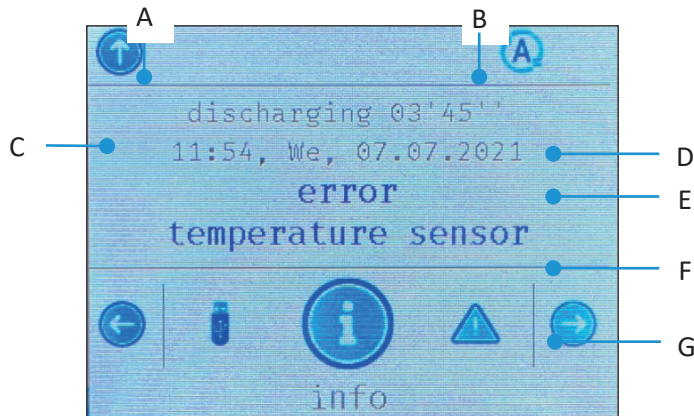 A
B
A
discharging 03'45''
C
11:54, We, 07.07.2021
D
error
E
temperature sensor
F
i
G
info